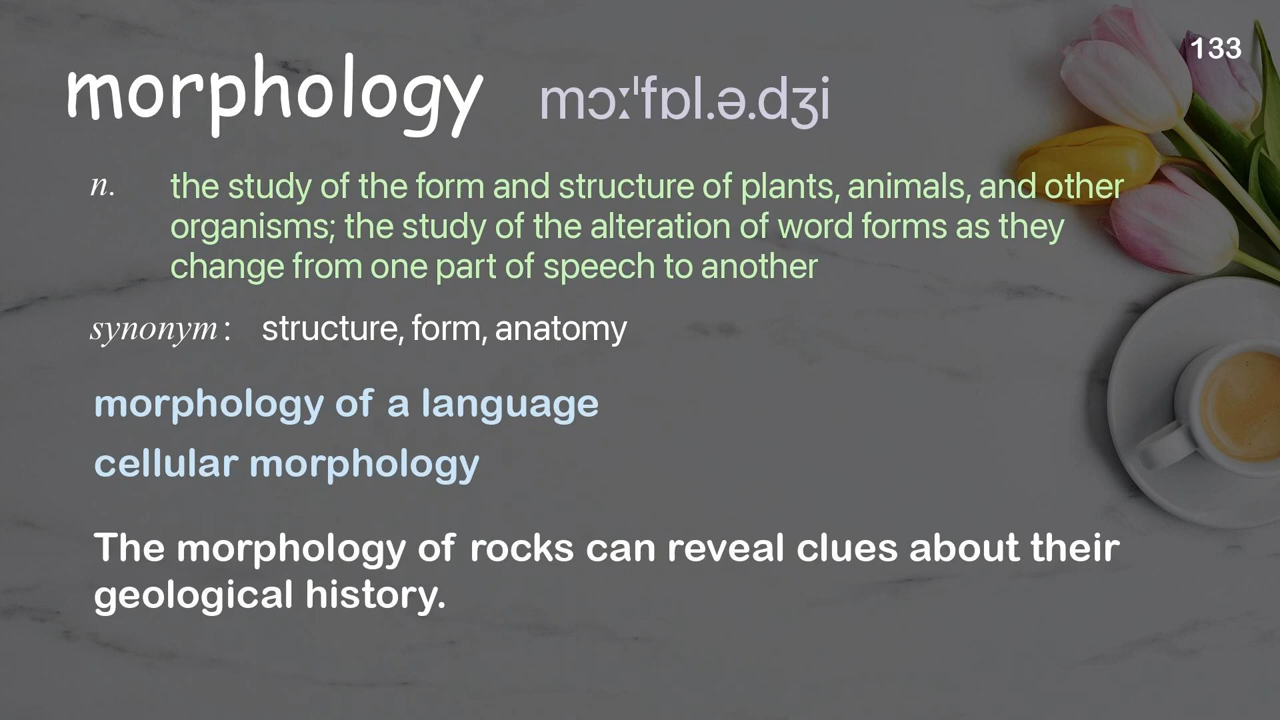 133
morphology mɔːˈfɒl.ə.dʒi
n. the study of the form and structure of plants, animals, and other
organisms; the study of the alteration of word forms as they
change from one part of speech to another
synonym: structure, form, anatomy
morphology of a language
cellular morphology
The morphology of rocks can reveal clues about their
geological history.